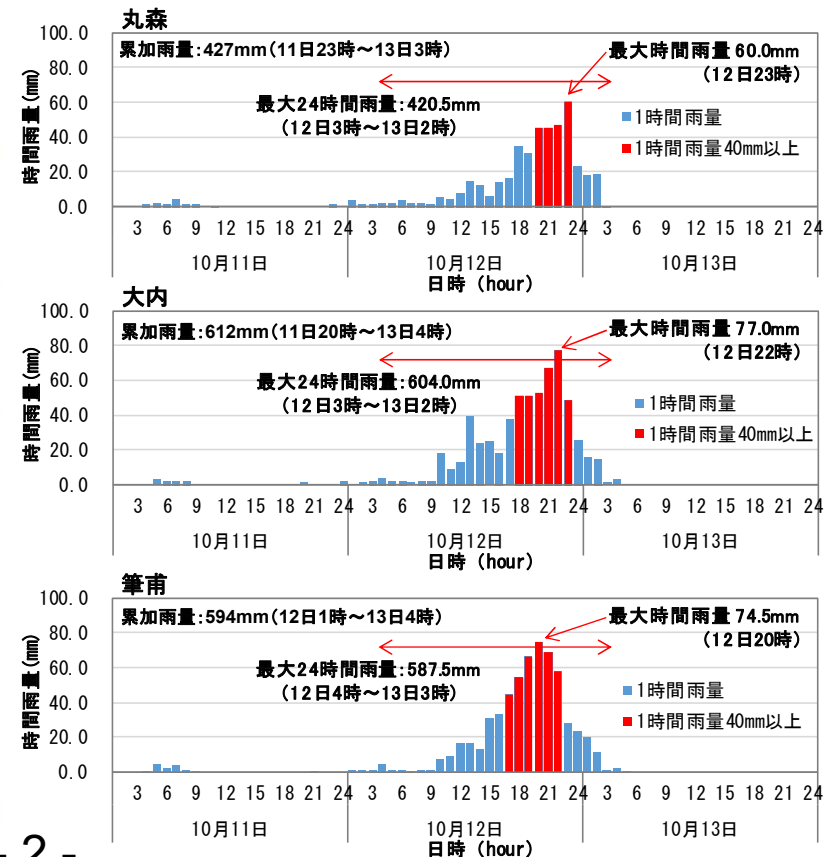 丸森
100.0
80.0
60.0
40.0
20.0
0.0
時間雨量(mm)
累加雨量:427mm(11日23時～13日3時)
最大時間雨量 60.0mm
(12日23時)
最大24時間雨量:420.5mm
(12日3時～13日2時)
1時間雨量
1時間雨量40mm以上
3 6 9 12 15 18 21 24 3 6 9 12 15 18 21 24 3 6 9 12 15 18 21 24
10月11日 10月12日 10月13日
日時 (hour)
大内
100.0
80.0
60.0
40.0
20.0
0.0
時間雨量(mm)
累加雨量:612mm(11日20時～13日4時)
最大時間雨量 77.0mm
(12日22時)
最大24時間雨量:604.0mm
(12日3時～13日2時)
1時間雨量
1時間雨量40mm以上
3 6 9 12 15 18 21 24 3 6 9 12 15 18 21 24 3 6 9 12 15 18 21 24
10月11日 10月12日 10月13日
日時 (hour)
筆甫
100.0
80.0
60.0
40.0
20.0
0.0
時間雨量(mm)
累加雨量:594mm(12日1時～13日4時)
最大時間雨量 74.5mm
(12日20時)
最大24時間雨量:587.5mm
(12日4時～13日3時)
1時間雨量
1時間雨量40mm以上
3 6 9 12 15 18 21 24 3 6 9 12 15 18 21 24 3 6 9 12 15 18 21 24
10月11日 10月12日 10月13日
日時 (hour)
- 2 -